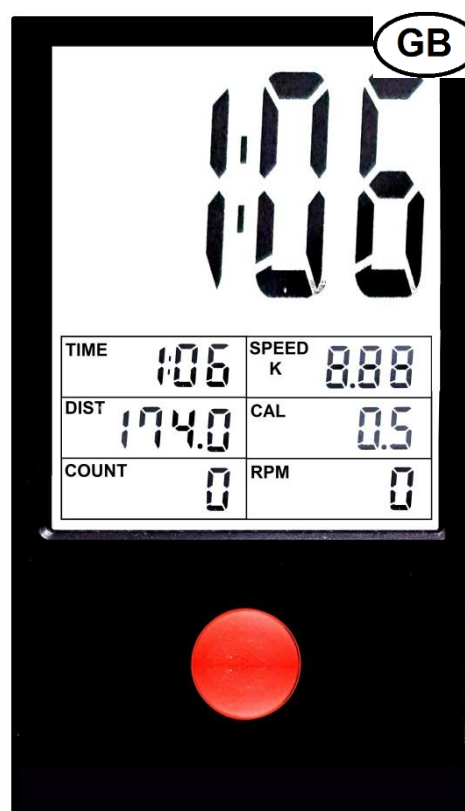 GB
1:06
TIME 1:06 SPEED K 8.88
DIST 174.0 CAL 0.5
COUNT 0 RPM 0